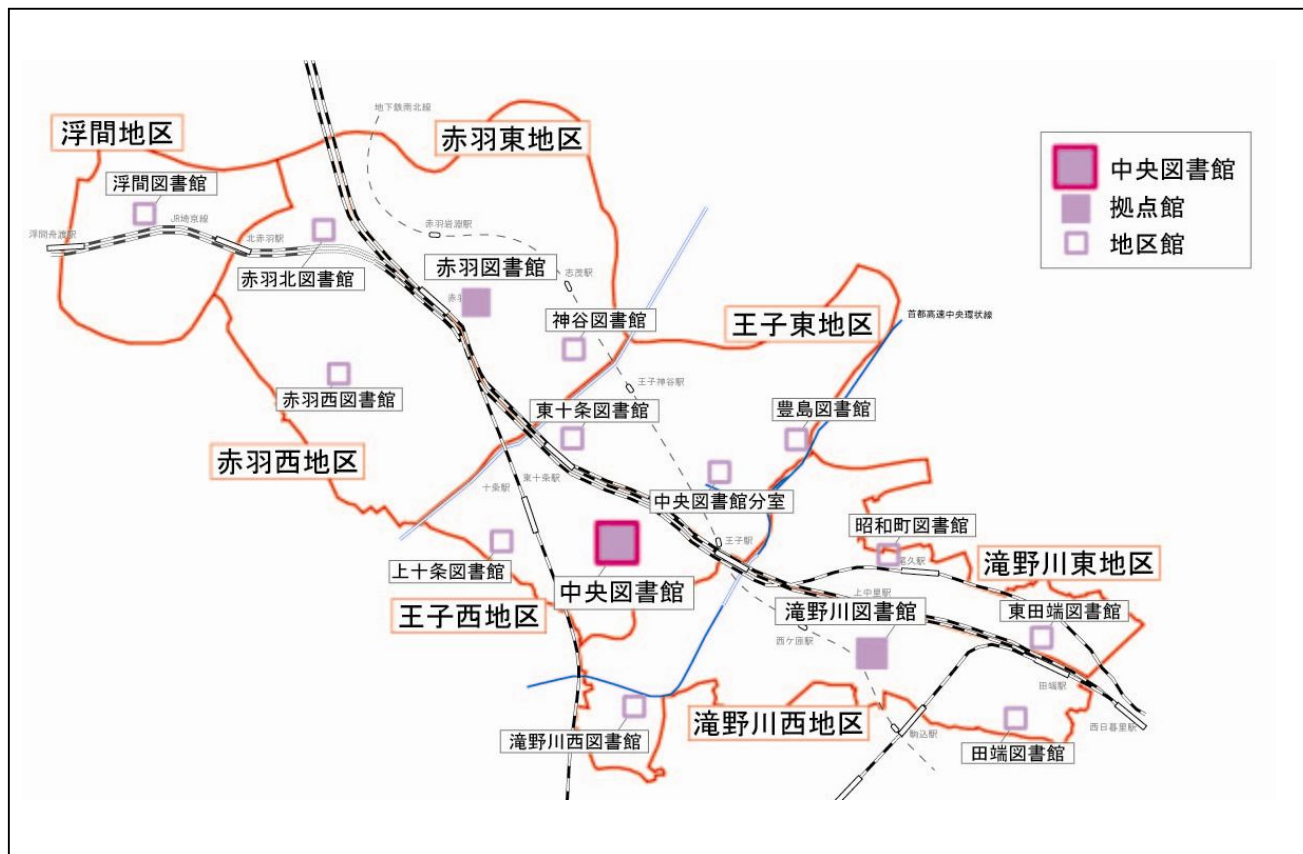 地下鉄南北線
浮間地区
赤羽東地区
中央図書館
拠点館
地区館
浮間図書館
JR埼京線
浮間舟渡駅
北赤羽駅
赤羽岩淵駅
赤羽北図書館
赤羽図書館
志茂駅
神谷図書館
王子東地区
首都高速中央環状線
王子神谷駅
赤羽西図書館
東十条図書館
豊島図書館
赤羽西地区
東十条駅
十条駅
中央図書館分室
昭和町図書館
王子駅
尾久駅
滝野川東地区
上十条図書館
中央図書館
上中里駅
滝野川図書館
東田端図書館
王子西地区
西ケ原駅
田端駅
滝野川西地区
西日暮里駅
滝野川西図書館
駒込駅
田端図書館